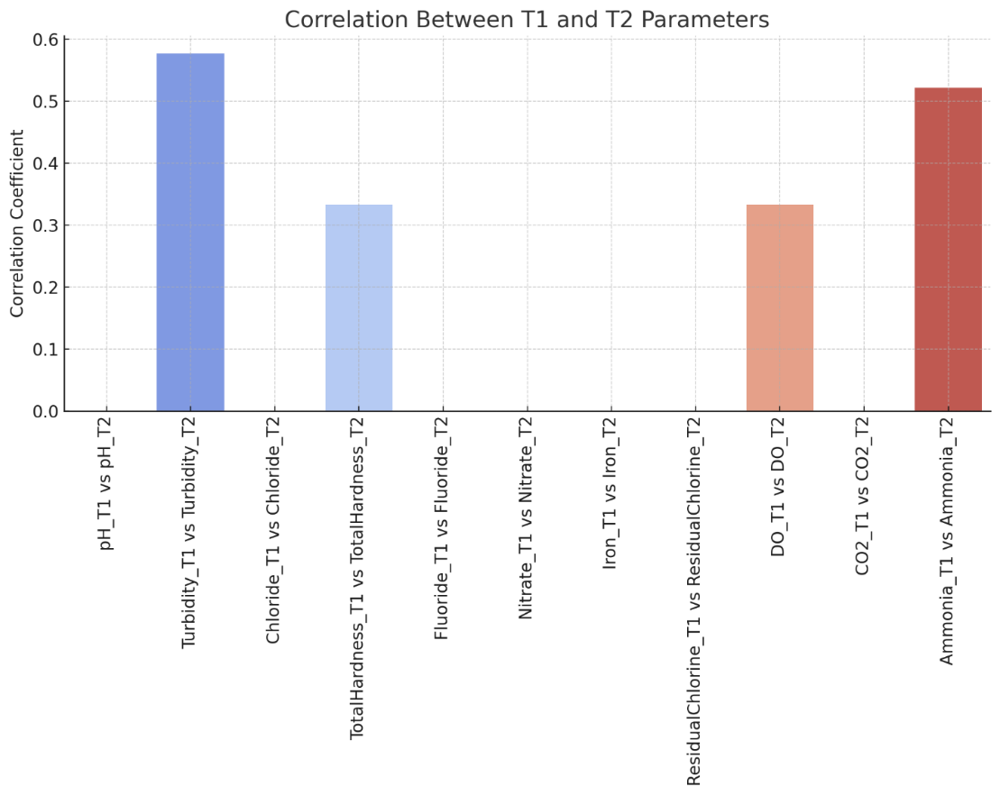 Correlation Between T1 and T2 Parameters
Correlation Coefficient
0.6
0.5
0.4
0.3
0.2
0.1
0.0
pH_T1 vs pH_T2
Turbidity_T1 vs Turbidity_T2
Chloride_T1 vs Chloride_T2
TotalHardness_T1 vs TotalHardness_T2
Fluoride_T1 vs Fluoride_T2
Nitrate_T1 vs Nitrate_T2
Iron_T1 vs Iron_T2
ResidualChlorine_T1 vs ResidualChlorine_T2
DO_T1 vs DO_T2
CO2_T1 vs CO2_T2
Ammonia_T1 vs Ammonia_T2